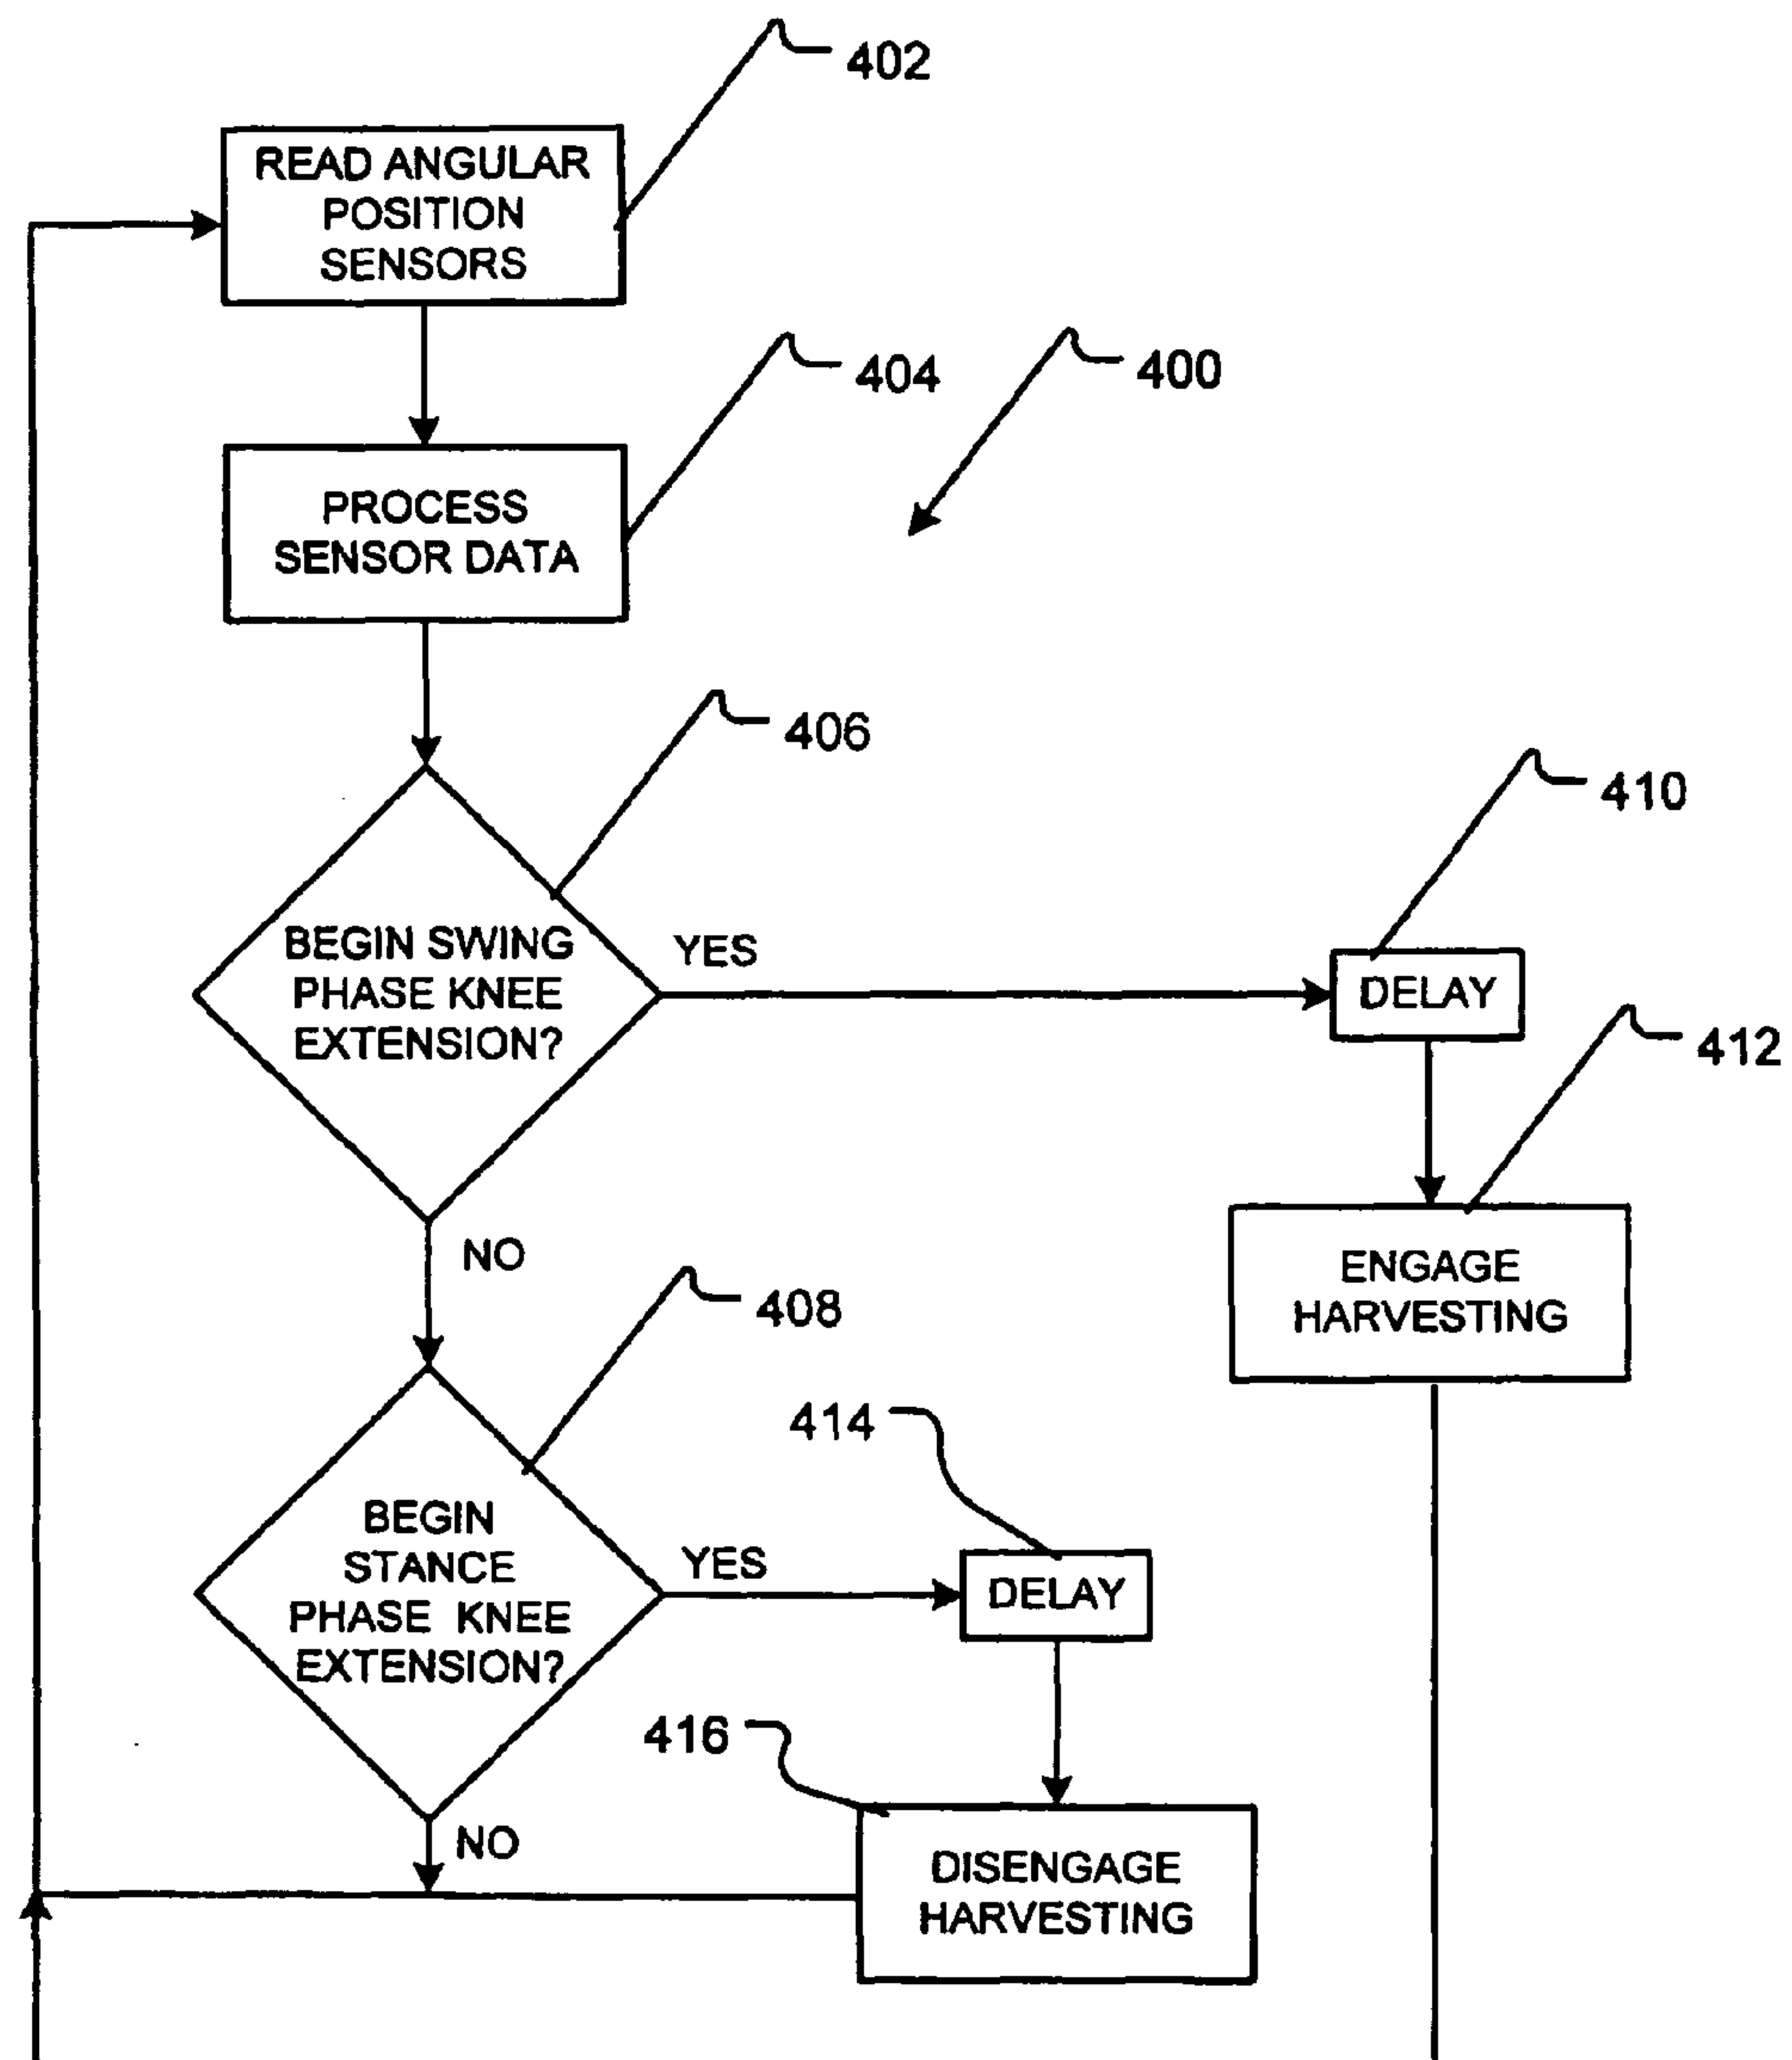 402
READ ANGULAR
POSITION
SENSORS
404
400
PROCESS
SENSOR DATA
406
410
BEGIN SWING
PHASE KNEE
EXTENSION?
YES
DELAY
412
NO
ENGAGE
HARVESTING
408
414
BEGIN
STANCE
PHASE KNEE
EXTENSION?
YES
DELAY
416
NO
DISENGAGE
HARVESTING